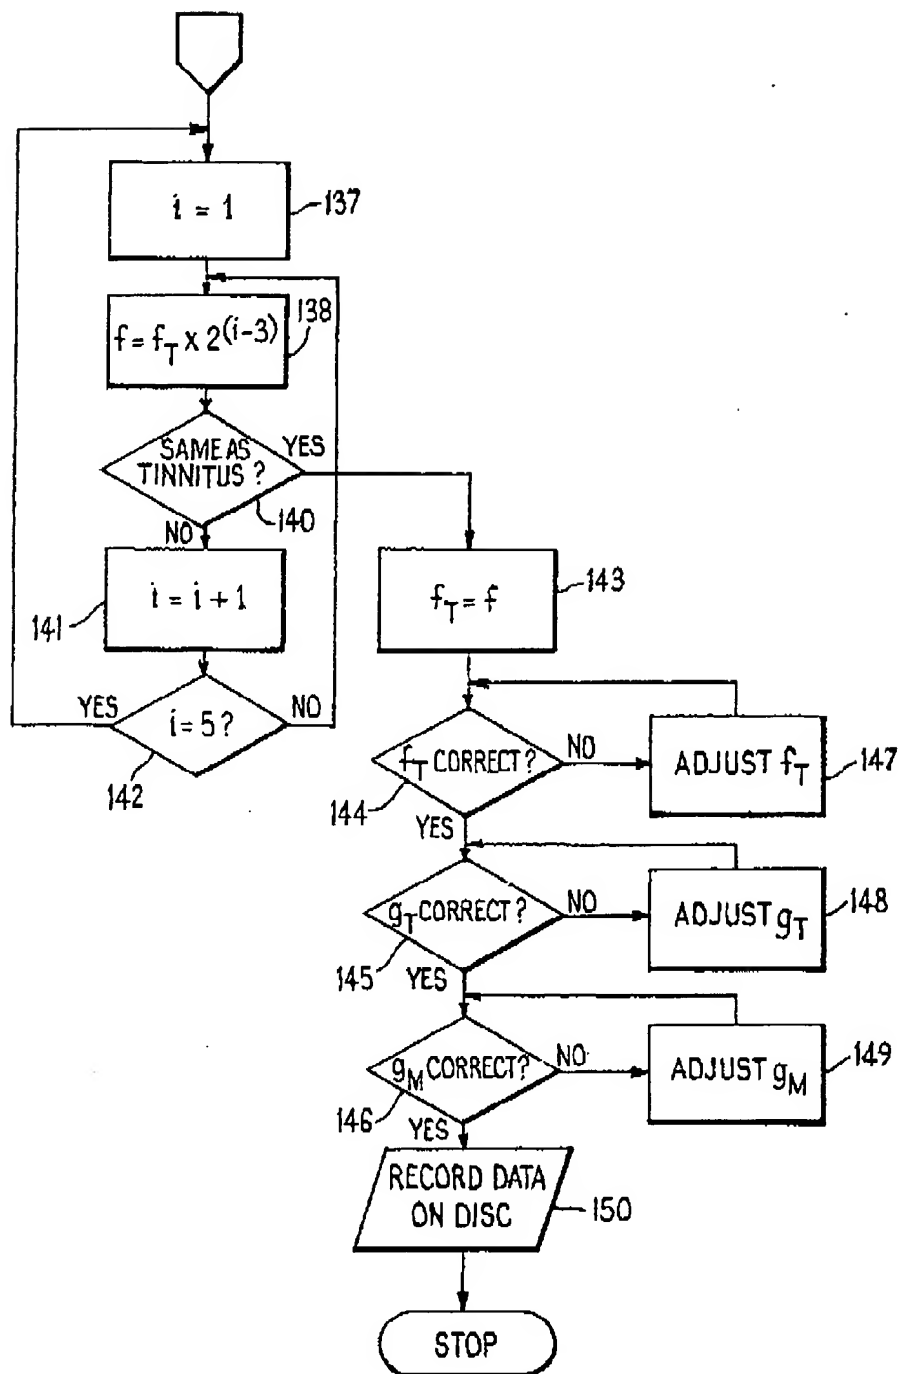 i = 1
137
f = f_T x 2^(i-3)
138
SAME AS
TINNITUS ?
YES
140
NO
i = i + 1
141
f_T = f
143
i = 5 ?
YES
NO
142
f_T CORRECT?
NO
144
YES
ADJUST f_T
147
g_T CORRECT?
NO
145
YES
ADJUST g_T
148
g_M CORRECT?
NO
146
YES
ADJUST g_M
149
RECORD DATA
ON DISC
150
STOP